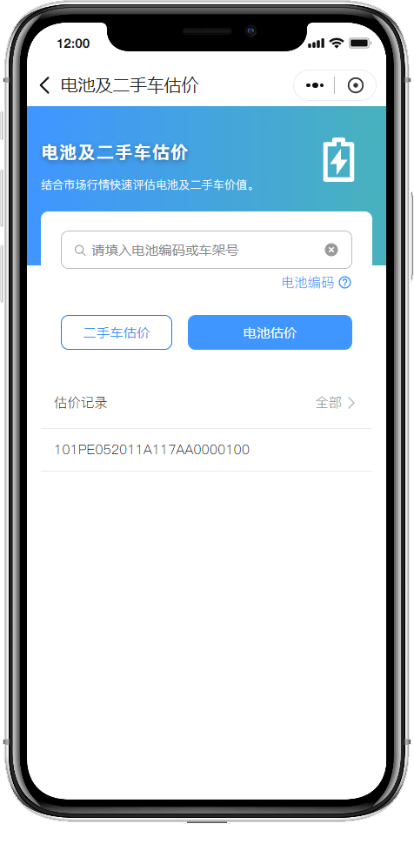 12:00
电池及二手车估价
电池及二手车估价
结合市场行情快速评估电池及二手车价值。
请填入电池编码或车架号
电池编码
二手车估价
电池估价
估价记录
全部
101PE052011A117AA0000100